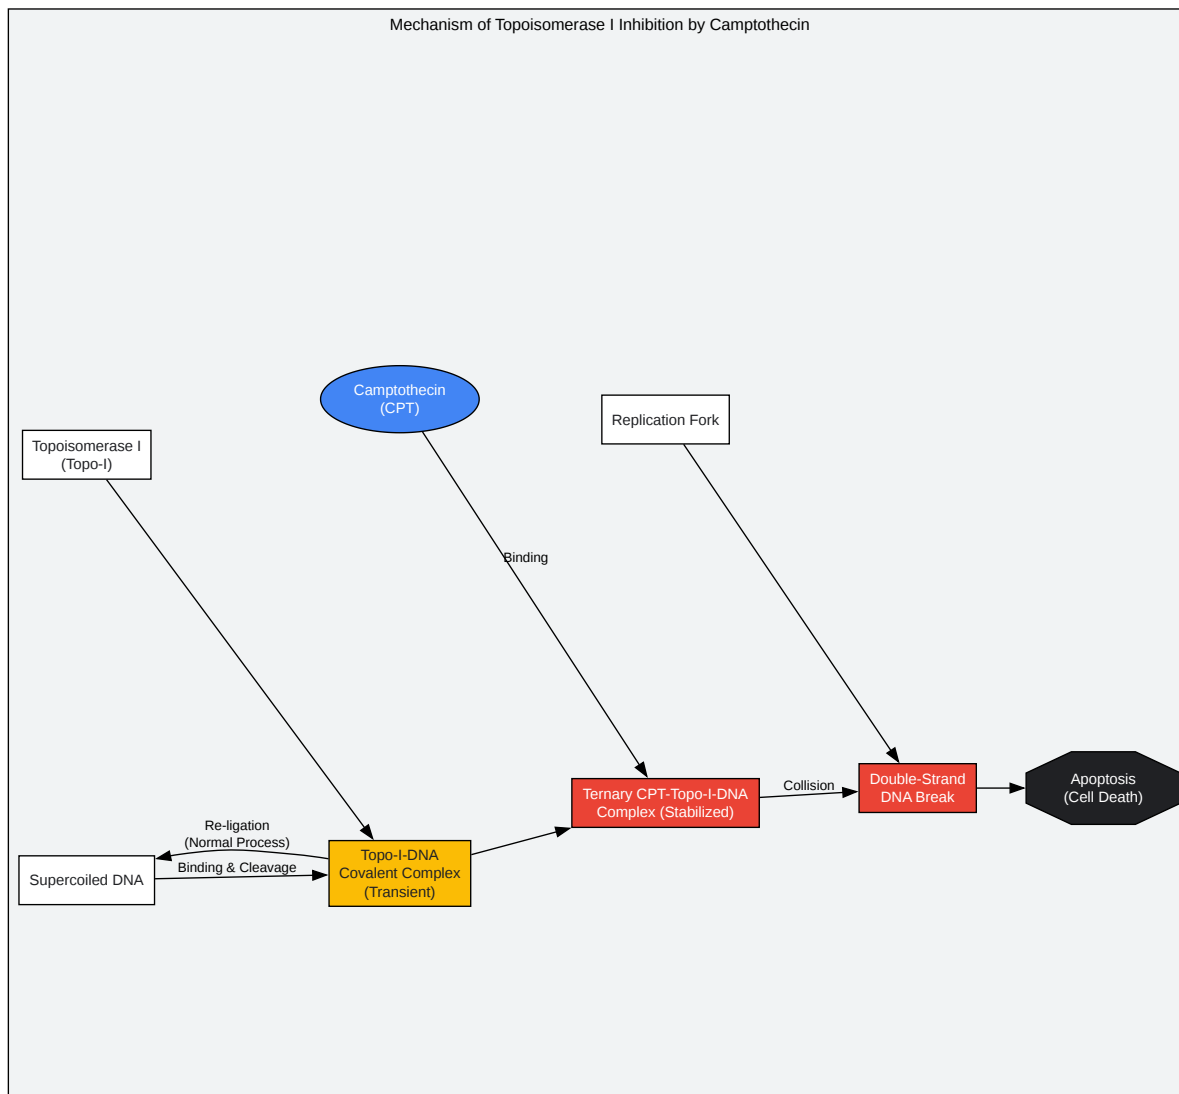 Mechanism of Topoisomerase I Inhibition by Camptothecin
Camptothecin
(CPT)
Replication Fork
Topoisomerase I
(Topo-I)
Binding
Ternary CPT-Topo-I-DNA
Complex (Stabilized)
Collision
Double-Strand
DNA Break
Apoptosis
(Cell Death)
Re-ligation
(Normal Process)
Binding & Cleavage
Supercoiled DNA
Topo-I-DNA
Covalent Complex
(Transient)